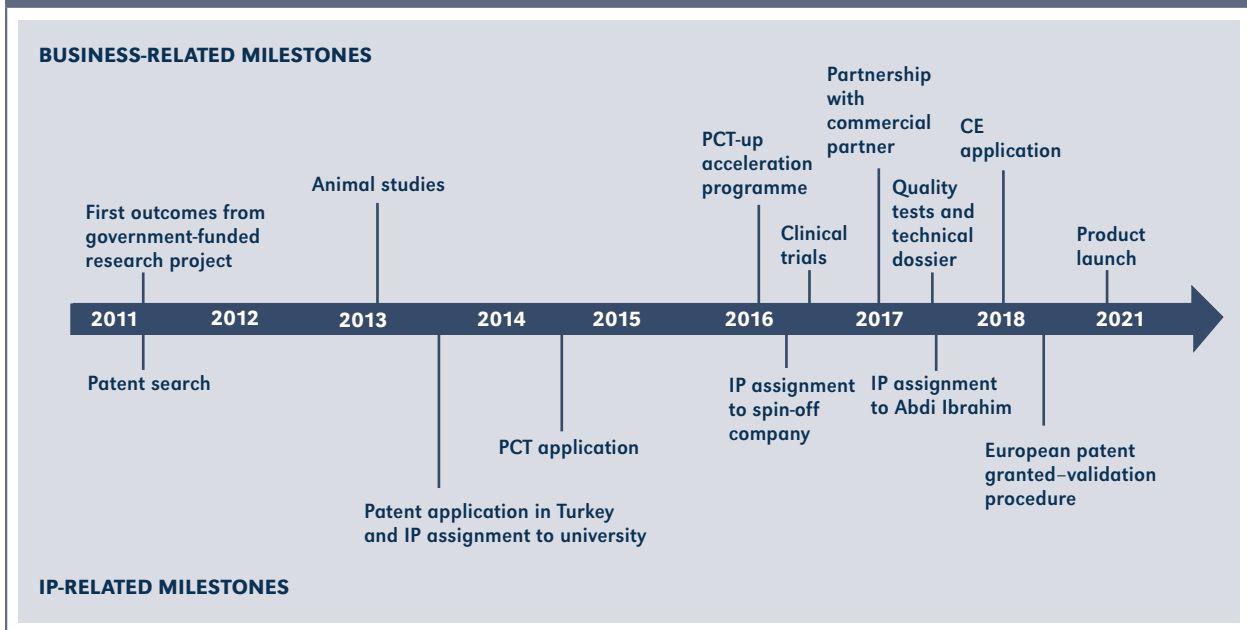 BUSINESS-RELATED MILESTONES
First outcomes from
government-funded
research project
Animal studies
PCT-up
acceleration
programme
Clinical
trials
Partnership
with
commercial
partner
Quality
tests and
technical
dossier
CE
application
Product
launch
2011 2012 2013 2014 2015 2016 2017 2018 2021
Patent search
Patent application in Turkey
and IP assignment to university
PCT application
IP assignment
to spin-off
company
IP assignment
to Abdi Ibrahim
European patent
granted–validation
procedure
IP-RELATED MILESTONES